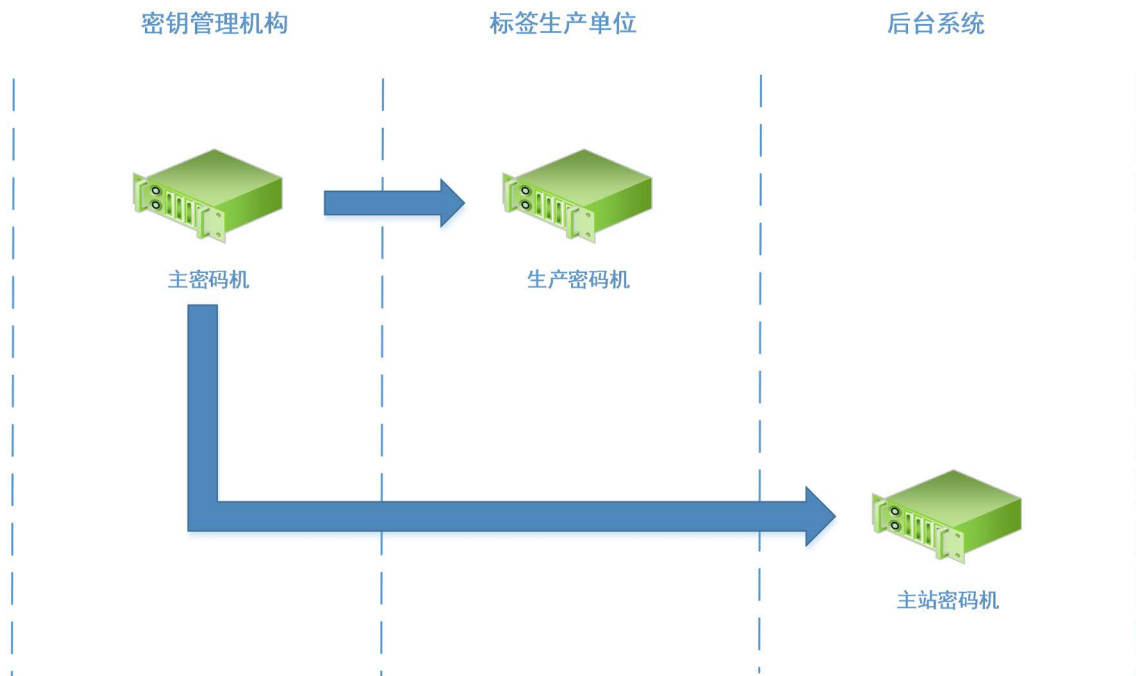 密钥管理机构
标签生产单位
后台系统
主密码机
生产密码机
主站密码机